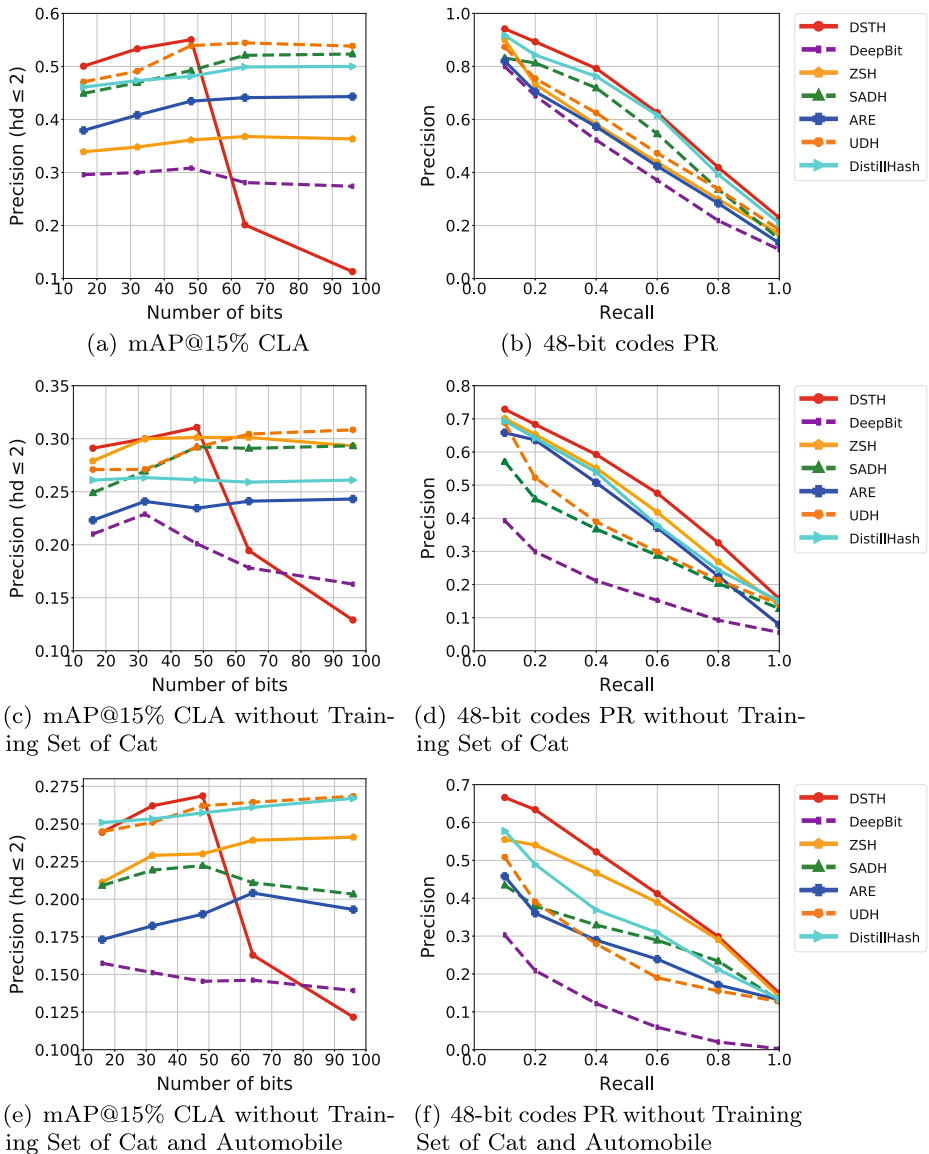 0.6
0.5
0.4
0.3
0.2
0.1
Precision (hd ≤ 2)
10 20 30 40 50 60 70 80 90 100
Number of bits
(a) mAP@15% CLA
1.0
0.8
0.6
0.4
0.2
0.0
Precision
0.0 0.2 0.4 0.6 0.8 1.0
Recall
(b) 48-bit codes PR
DSTH
DeepBit
ZSH
SADH
ARE
UDH
DistillHash
0.35
0.30
0.25
0.20
0.15
0.10
Precision (hd ≤ 2)
10 20 30 40 50 60 70 80 90 100
Number of bits
(c) mAP@15% CLA without Train-
ing Set of Cat
0.8
0.7
0.6
0.5
0.4
0.3
0.2
0.1
0.0
Precision
0.0 0.2 0.4 0.6 0.8 1.0
Recall
(d) 48-bit codes PR without Train-
ing Set of Cat
DSTH
DeepBit
ZSH
SADH
ARE
UDH
DistillHash
0.275
0.250
0.225
0.200
0.175
0.150
0.125
0.100
Precision (hd ≤ 2)
10 20 30 40 50 60 70 80 90 100
Number of bits
(e) mAP@15% CLA without Train-
ing Set of Cat and Automobile
0.7
0.6
0.5
0.4
0.3
0.2
0.1
0.0
Precision
0.0 0.2 0.4 0.6 0.8 1.0
Recall
(f) 48-bit codes PR without Training
Set of Cat and Automobile
DSTH
DeepBit
ZSH
SADH
ARE
UDH
DistillHash